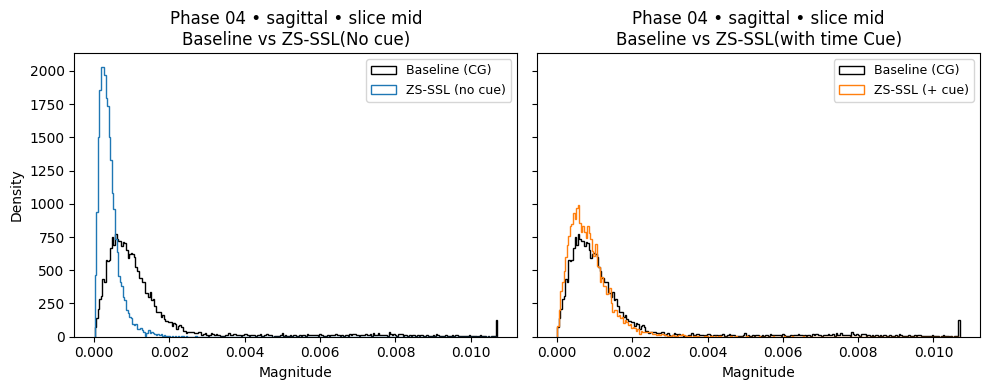 Phase 04 • sagittal • slice mid
Baseline vs ZS-SSL(No cue)
Baseline (CG)
ZS-SSL (no cue)
Density
2000
1750
1500
1250
1000
750
500
250
0
0.000 0.002 0.004 0.006 0.008 0.010
Magnitude
Phase 04 • sagittal • slice mid
Baseline vs ZS-SSL(with time Cue)
Baseline (CG)
ZS-SSL (+ cue)
0.000 0.002 0.004 0.006 0.008 0.010
Magnitude